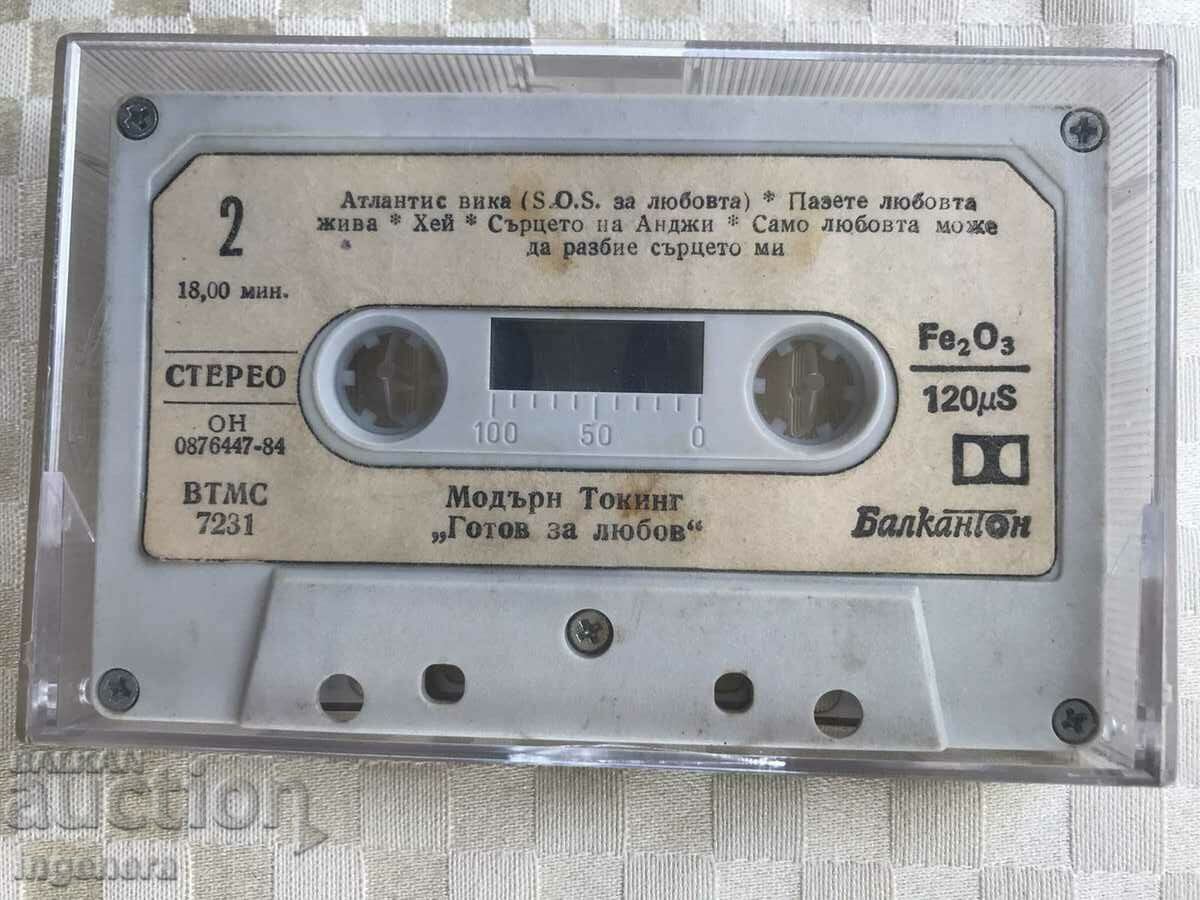 2
18,00 мин.
СТЕРЕО
ОН
0876447-84
ВТМС
7231
Атлантис вика (S.O.S. за любовта) * Пазете любовта
жива * Хей * Сърцето на Анджи * Само любовта може
да разбие сърцето ми
100 50 0
Модърн Токинг
„Готов за любов“
Fe₂O₃
120μS
Балкантон
BALKAN
auction
ingenera